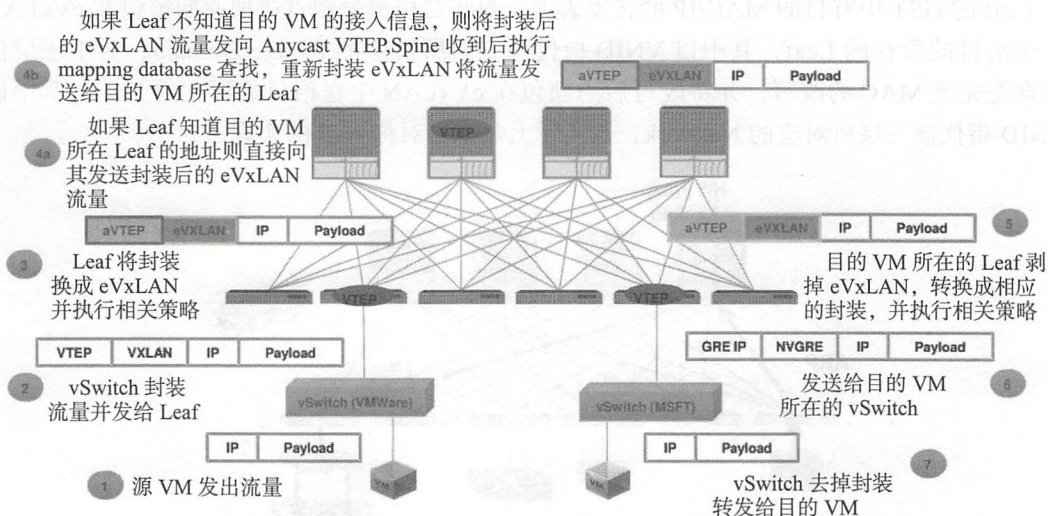 如果 Leaf 不知道目的 VM 的接入信息，则将封装后
的 eVxLAN 流量发向 Anycast VTEP,Spine 收到后执行
4b
mapping database 查找，重新封装 eVxLAN 将流量发
送给目的 VM 所在的 Leaf
aVTEP eVXLAN IP Payload
如果 Leaf 知道目的 VM
4a
所在 Leaf 的地址则直接向
其发送封装后的 eVxLAN
流量
VTEP
aVTEP eVXLAN IP Payload
aVTEP eVXLAN IP Payload
5
3
Leaf 将封装
换成 eVxLAN
并执行相关策略
目的 VM 所在的 Leaf 剥
掉 eVxLAN，转换成相应
的封装，并执行相关策略
VTEP
VTEP
VTEP VXLAN IP Payload
GRE IP NVGRE IP Payload
2
vSwitch 封装
流量并发给 Leaf
vSwitch (VMWare)
vSwitch (MSFT)
发送给目的 VM
所在的 vSwitch
6
IP Payload
IP Payload
1
源 VM 发出流量
VM
VM
7
vSwitch 去掉封装
转发给目的 VM